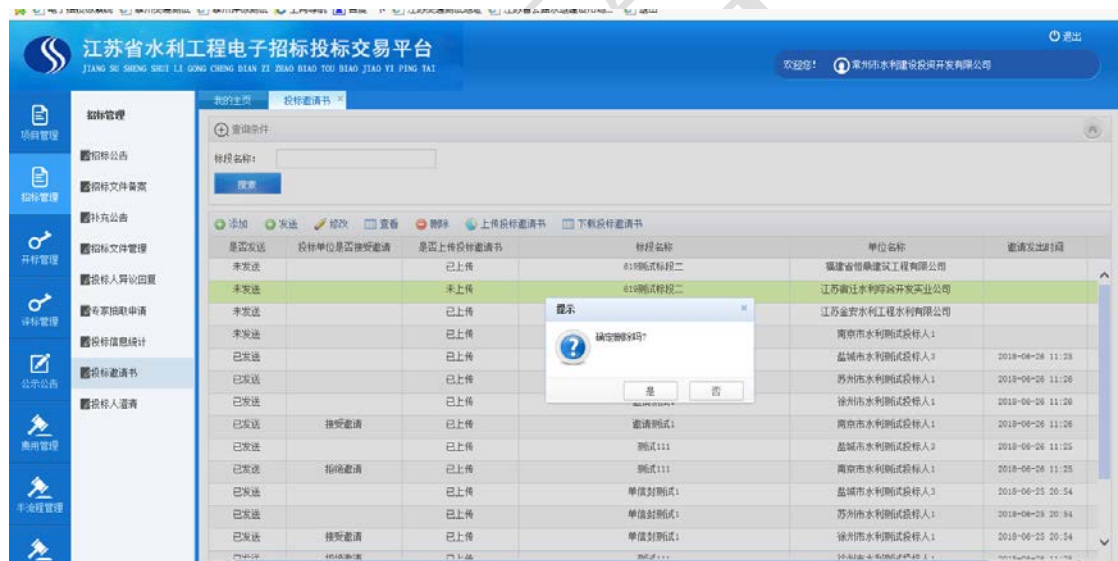 江苏省水利工程电子招标投标交易平台
JIANG SU SHENG SHUI LI GONG CHENG DIAN ZI ZHAO BIAO TOU BIAO JIAO YI PING TAI
退出
欢迎您! 常州市水利建设投资开发有限公司
我的主页 投标邀请书 ×
项目管理
招标管理
开标管理
评标管理
公示公告
费用管理
半流程管理
招标管理
招标公告
招标文件备案
补充公告
招标文件管理
投标人异议回复
专家抽取申请
投标信息统计
投标邀请书
投标人澄清
查询条件
标段名称:
搜索
添加 发送 修改 查看 删除 上传投标邀请书 下载投标邀请书
是否发送 投标单位是否接受邀请 是否上传投标邀请书 标段名称 单位名称 邀请发出时间
未发送 已上传 619测试标段二 福建省恒鼎建筑工程有限公司
未发送 未上传 619测试标段二 江苏宿迁水利综合开发实业公司
未发送 已上传 江苏金安水利工程水利有限公司
未发送 已上传 南京市水利测试投标人1
已发送 已上传 盐城市水利测试投标人3 2018-06-26 11:28
已发送 已上传 苏州市水利测试投标人1 2018-06-26 11:26
已发送 已上传 徐州市水利测试投标人1 2018-06-26 11:26
已发送 接受邀请 已上传 邀请测试1 南京市水利测试投标人1 2018-06-26 11:26
已发送 已上传 测试111 盐城市水利测试投标人3 2018-06-26 11:25
已发送 拒绝邀请 已上传 测试111 南京市水利测试投标人1 2018-06-26 11:25
已发送 已上传 单信封测试1 盐城市水利测试投标人3 2018-06-25 20:54
已发送 已上传 单信封测试1 苏州市水利测试投标人1 2018-06-25 20:54
已发送 接受邀请 已上传 单信封测试1 徐州市水利测试投标人1 2018-06-25 20:54
提示 ×
确定删除吗?
是 否